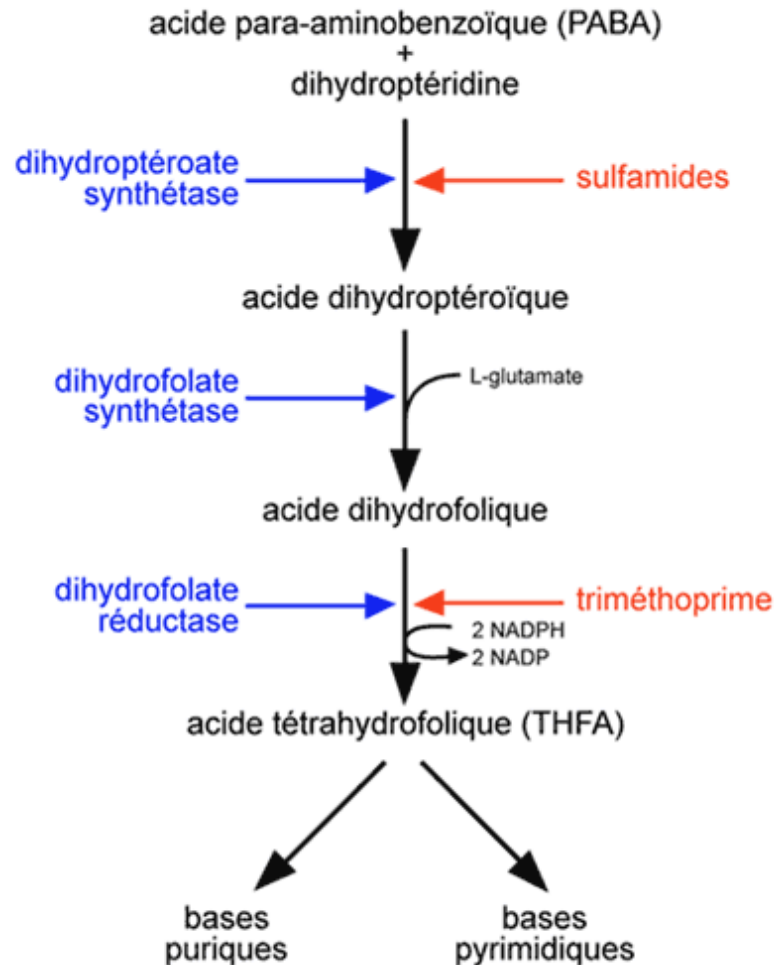 acide para-aminobenzoïque (PABA)
+
dihydroptéridine
dihydroptéroate
synthétase
sulfamides
acide dihydroptéroïque
dihydrofolate
synthétase
L-glutamate
acide dihydrofolique
dihydrofolate
réductase
triméthoprime
2 NADPH
2 NADP
acide tétrahydrofolique (THFA)
bases
puriques
bases
pyrimidiques